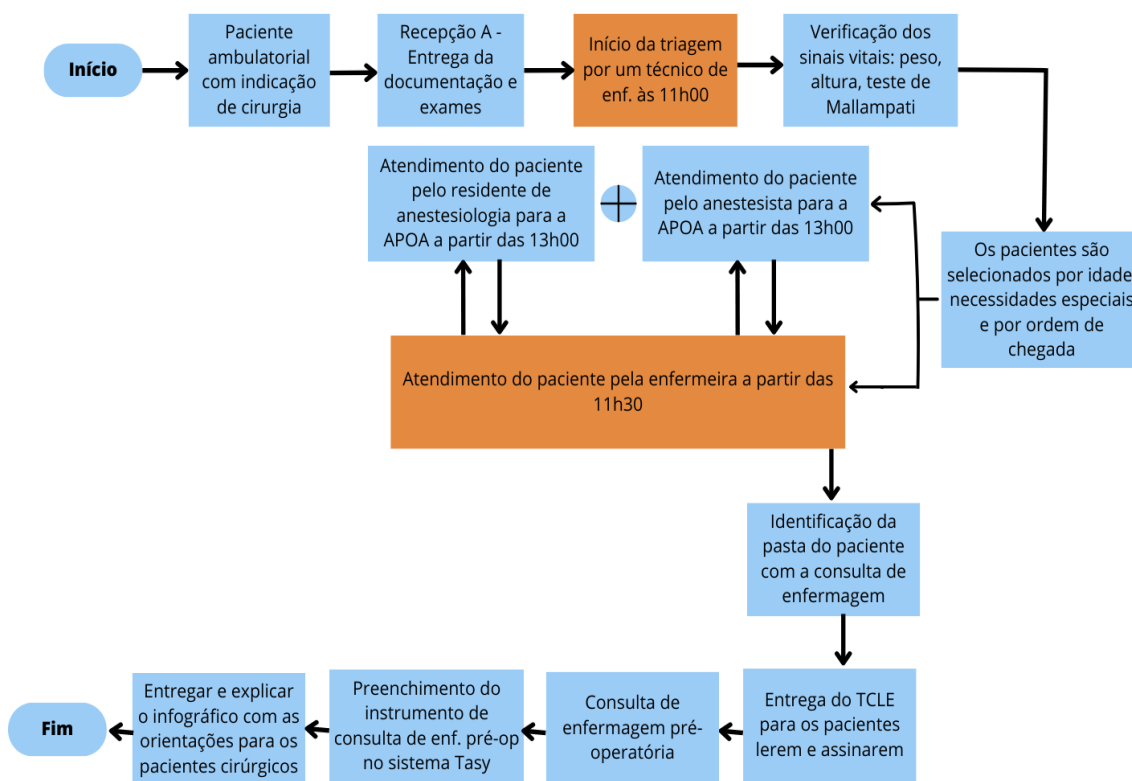 Início
Paciente
ambulatorial
com indicação
de cirurgia
Recepção A -
Entrega da
documentação e
exames
Início da triagem
por um técnico de
enf. às 11h00
Verificação dos
sinais vitais: peso,
altura, teste de
Mallampati
Atendimento do paciente
pelo residente de
anestesiologia para a
APOA a partir das 13h00
Atendimento do paciente
pelo anestesista para a
APOA a partir das 13h00
Os pacientes são
selecionados por idade
necessidades especiais
e por ordem de
chegada
Atendimento do paciente pela enfermeira a partir das
11h30
Identificação da
pasta do paciente
com a consulta de
enfermagem
Entrega do TCLE
para os pacientes
lerem e assinarem
Consulta de
enfermagem pré-
operatória
Preenchimento do
instrumento de
consulta de enf. pré-op
no sistema Tasy
Entregar e explicar
o infográfico com as
orientações para os
pacientes cirúrgicos
Fim